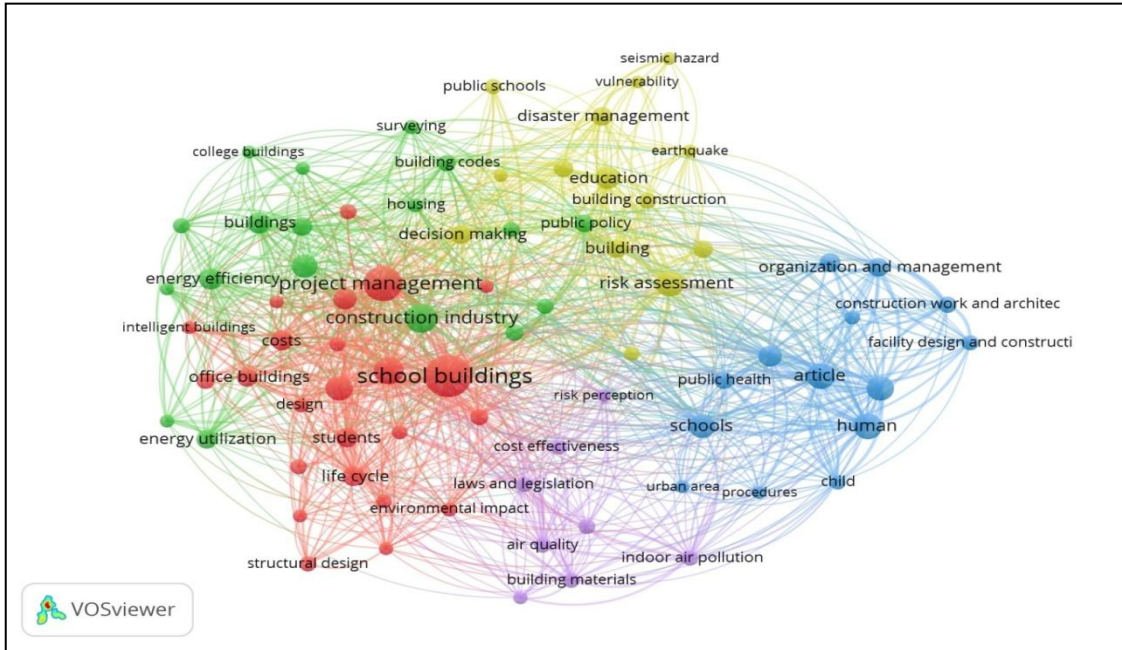 seismic hazard
vulnerability
public schools
disaster management
surveying
earthquake
college buildings
building codes
education
building construction
housing
public policy
buildings
decision making
building
organization and management
energy efficiency
project management
risk assessment
construction work and architec
construction industry
intelligent buildings
costs
facility design and constructi
school buildings
office buildings
public health
article
risk perception
design
schools
human
energy utilization
students
cost effectiveness
life cycle
laws and legislation
urban area
procedures
child
environmental impact
air quality
indoor air pollution
structural design
building materials
VOSviewer